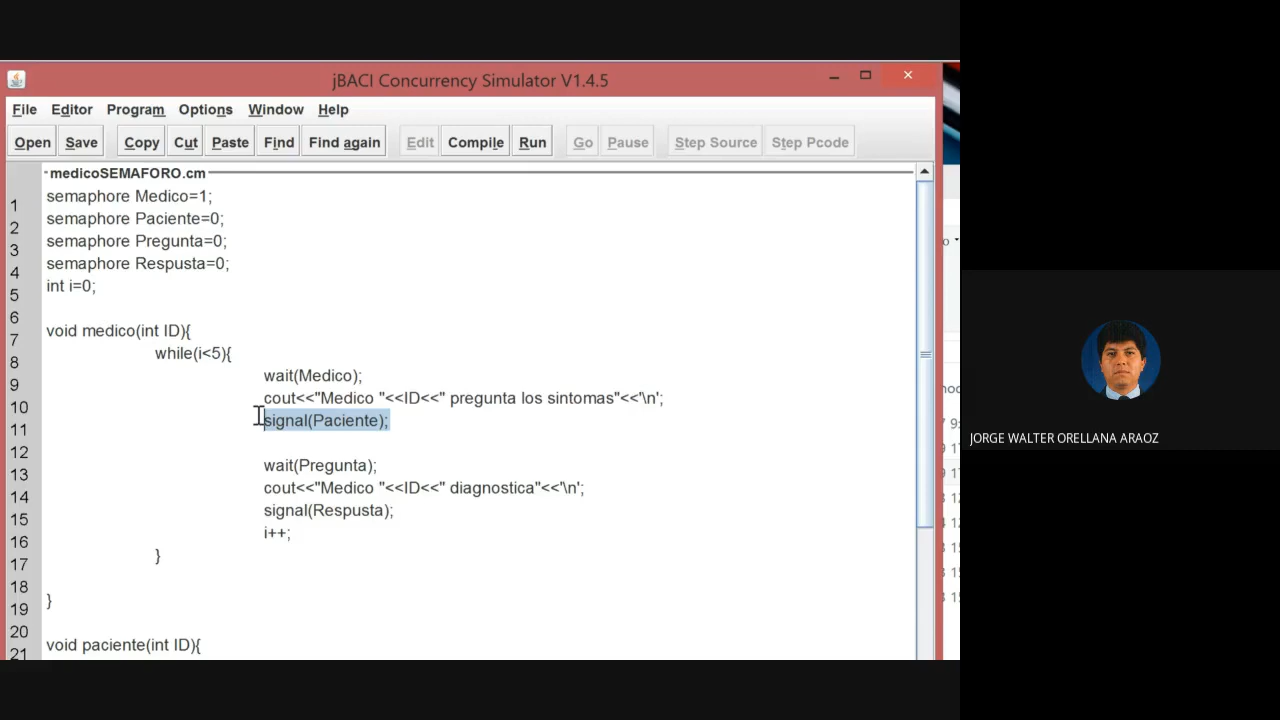 jBACI Concurrency Simulator V1.4.5
File Editor Program Options Window Help
Open Save Copy Cut Paste Find Find again Edit Compile Run Go Pause Step Source Step Pcode
medicoSEMAFORO.cm
1 semaphore Medico=1;
2 semaphore Paciente=0;
3 semaphore Pregunta=0;
4 semaphore Respusta=0;
5 int i=0;
6
7 void medico(int ID){
8 while(i<5){
9 wait(Medico);
10 cout<<"Medico "<<ID<<" pregunta los sintomas"<<'\n';
11 signal(Paciente);
12
13 wait(Pregunta);
14 cout<<"Medico "<<ID<<" diagnostica"<<'\n';
15 signal(Respusta);
16 i++;
17 }
18
19 }
20
21 void paciente(int ID){
JORGE WALTER ORELLANA ARAOZ